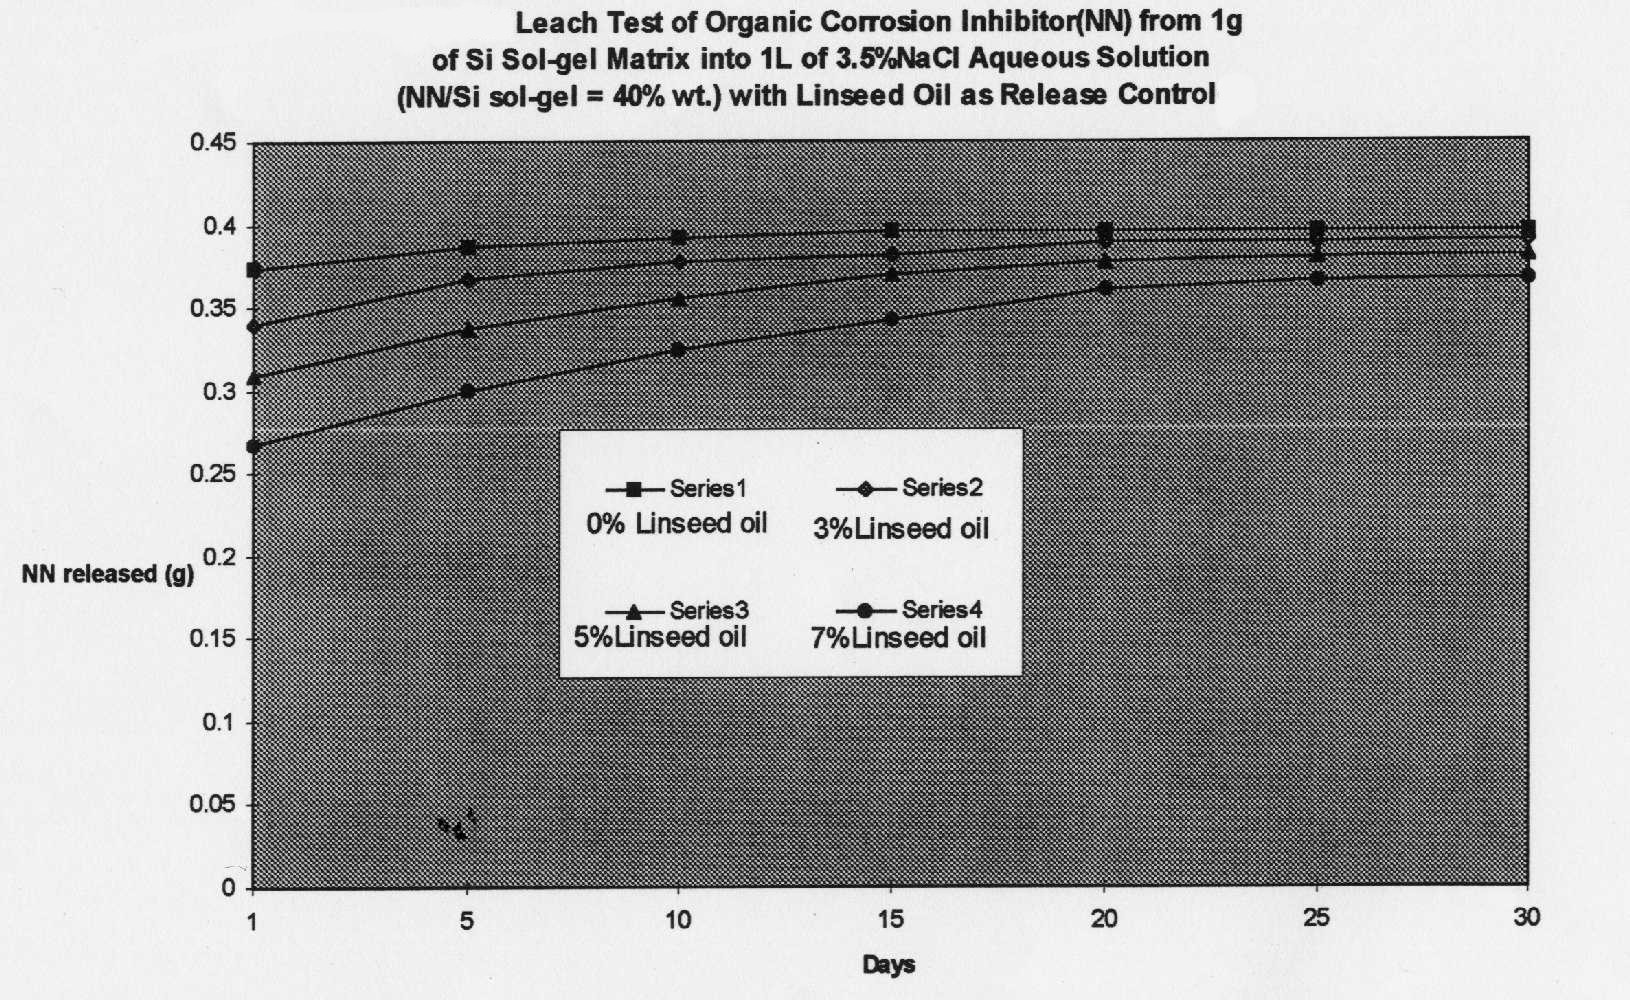 Leach Test of Organic Corrosion Inhibitor(NN) from 1g
of Si Sol-gel Matrix into 1L of 3.5%NaCl Aqueous Solution
(NN/Si sol-gel = 40% wt.) with Linseed Oil as Release Control
0.45
0.4
0.35
0.3
0.25
0.2
0.15
0.1
0.05
0
NN released (g)
Series1
0% Linseed oil
Series2
3%Linseed oil
Series3
5%Linseed oil
Series4
7%Linseed oil
1 5 10 15 20 25 30
Days